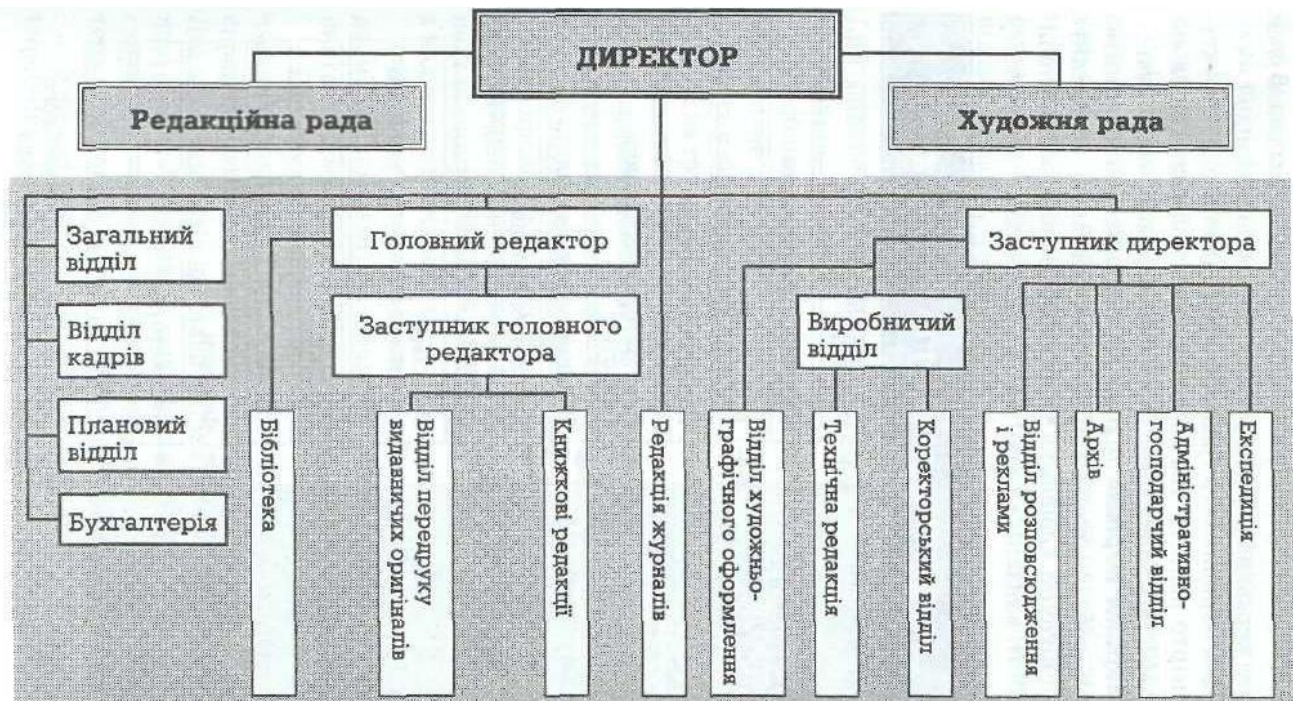 ДИРЕКТОР
Редакційна рада
Художня рада
Загальний
відділ
Головний редактор
Заступник директора
Відділ
кадрів
Заступник головного
редактора
Виробничий
відділ
Плановий
відділ
Бухгалтерія
Бібліотека
Відділ передруку
видавничих оригіналів
Книжкові редакції
Редакція журналів
Відділ художньо-
графічного оформлення
Технічна редакція
Коректорський відділ
Відділ розповсюдження
і реклами
Архів
Адміністративно-
господарчий відділ
Експедиція